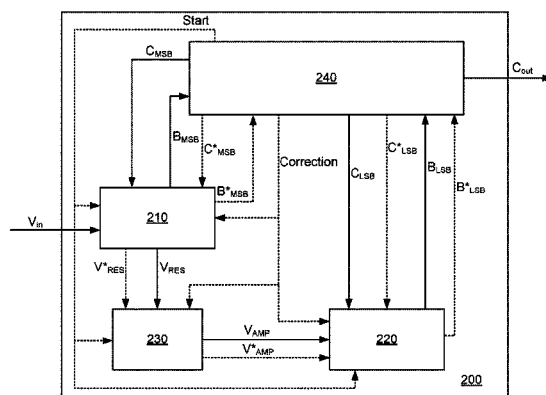 Start
C_MSB
240
C_out
B_MSB
C*_MSB
B*_MSB
Correction
C_LSB
C*_LSB
B_LSB
B*_LSB
210
V_in
V*_RES
V_RES
230
V_AMP
V*_AMP
220
200